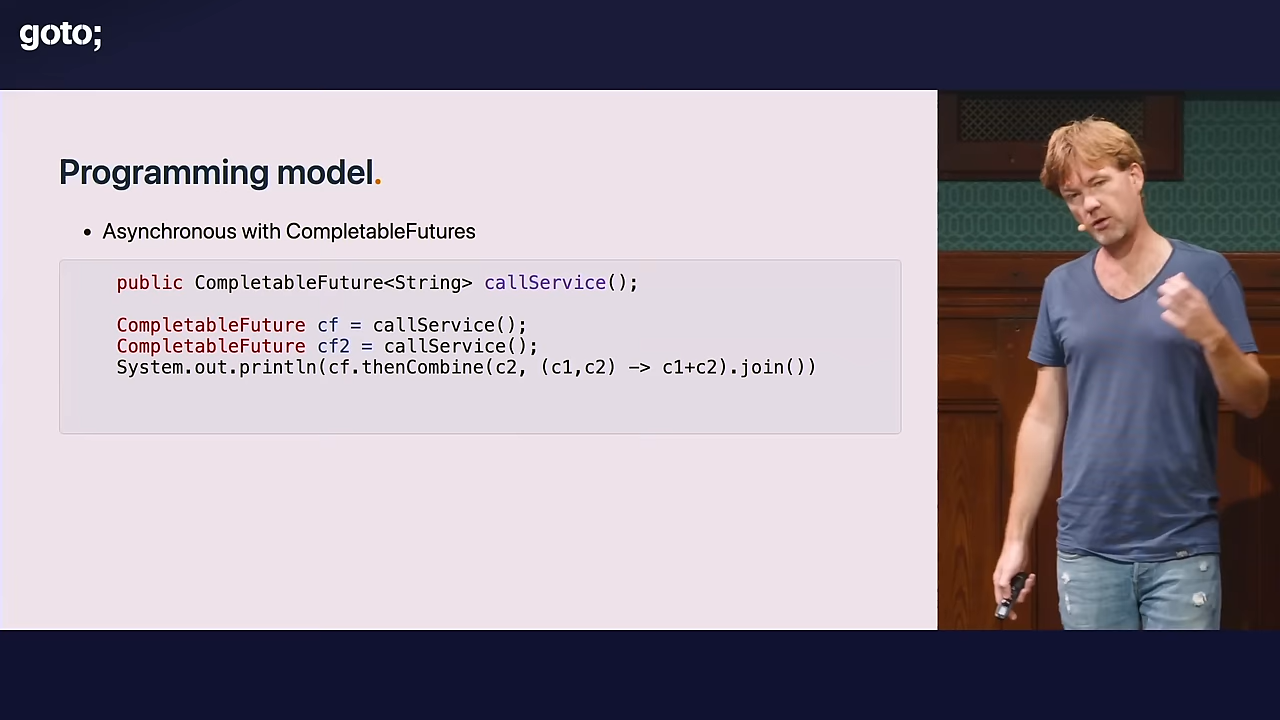 goto;
Programming model.
• Asynchronous with CompletableFutures
public CompletableFuture<String> callService();
CompletableFuture cf = callService();
CompletableFuture cf2 = callService();
System.out.println(cf.thenCombine(c2, (c1,c2) -> c1+c2).join())